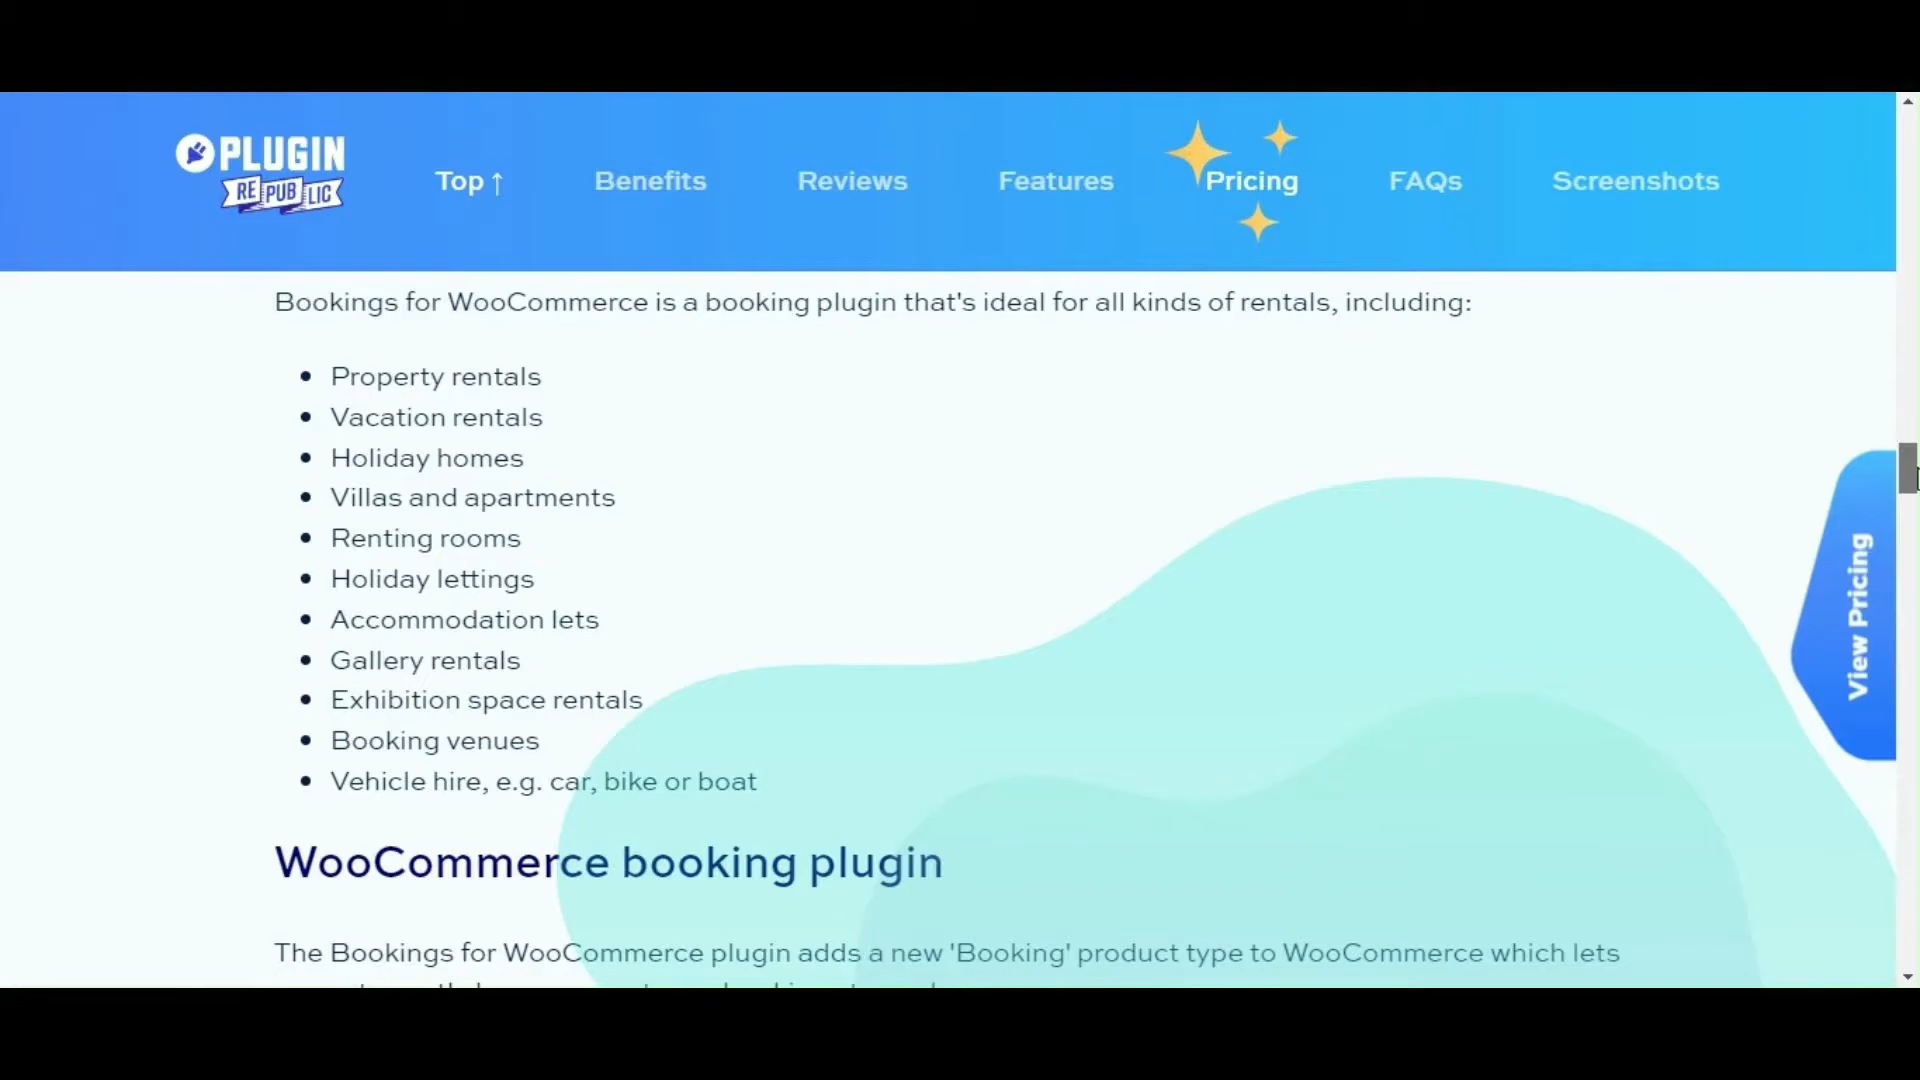 PLUGIN
REPUBLIC
Top ↑
Benefits
Reviews
Features
Pricing
FAQs
Screenshots
Bookings for WooCommerce is a booking plugin that's ideal for all kinds of rentals, including:
• Property rentals
• Vacation rentals
• Holiday homes
• Villas and apartments
• Renting rooms
• Holiday lettings
• Accommodation lets
• Gallery rentals
• Exhibition space rentals
• Booking venues
• Vehicle hire, e.g. car, bike or boat
View Pricing
WooCommerce booking plugin
The Bookings for WooCommerce plugin adds a new 'Booking' product type to WooCommerce which lets